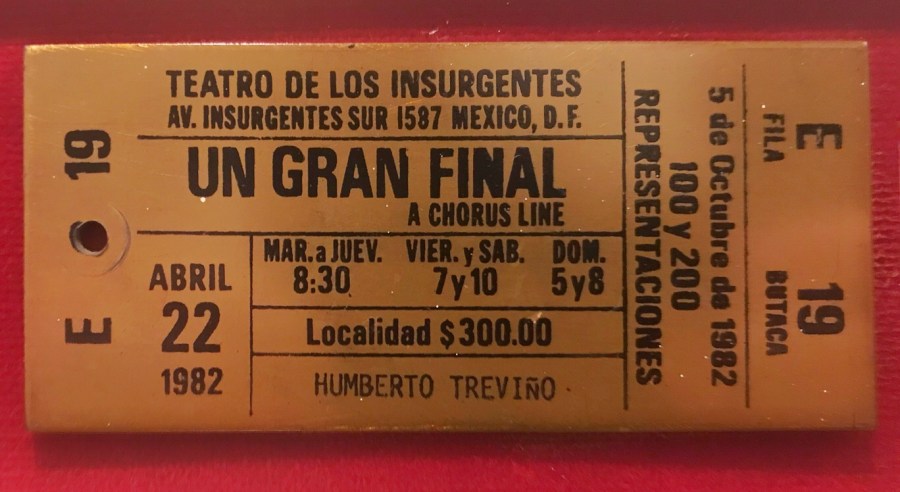 19
E
TEATRO DE LOS INSURGENTES
AV. INSURGENTES SUR 1587 MEXICO, D.F.
UN GRAN FINAL
A CHORUS LINE
ABRIL
22
1982
MAR. a JUEV. VIER. y SAB. DOM.
8:30 7 y 10 5 y 8
Localidad $300.00
HUMBERTO TREVIÑO
5 de Octubre de 1982
100 y 200
REPRESENTACIONES
E 19
FILA BUTACA